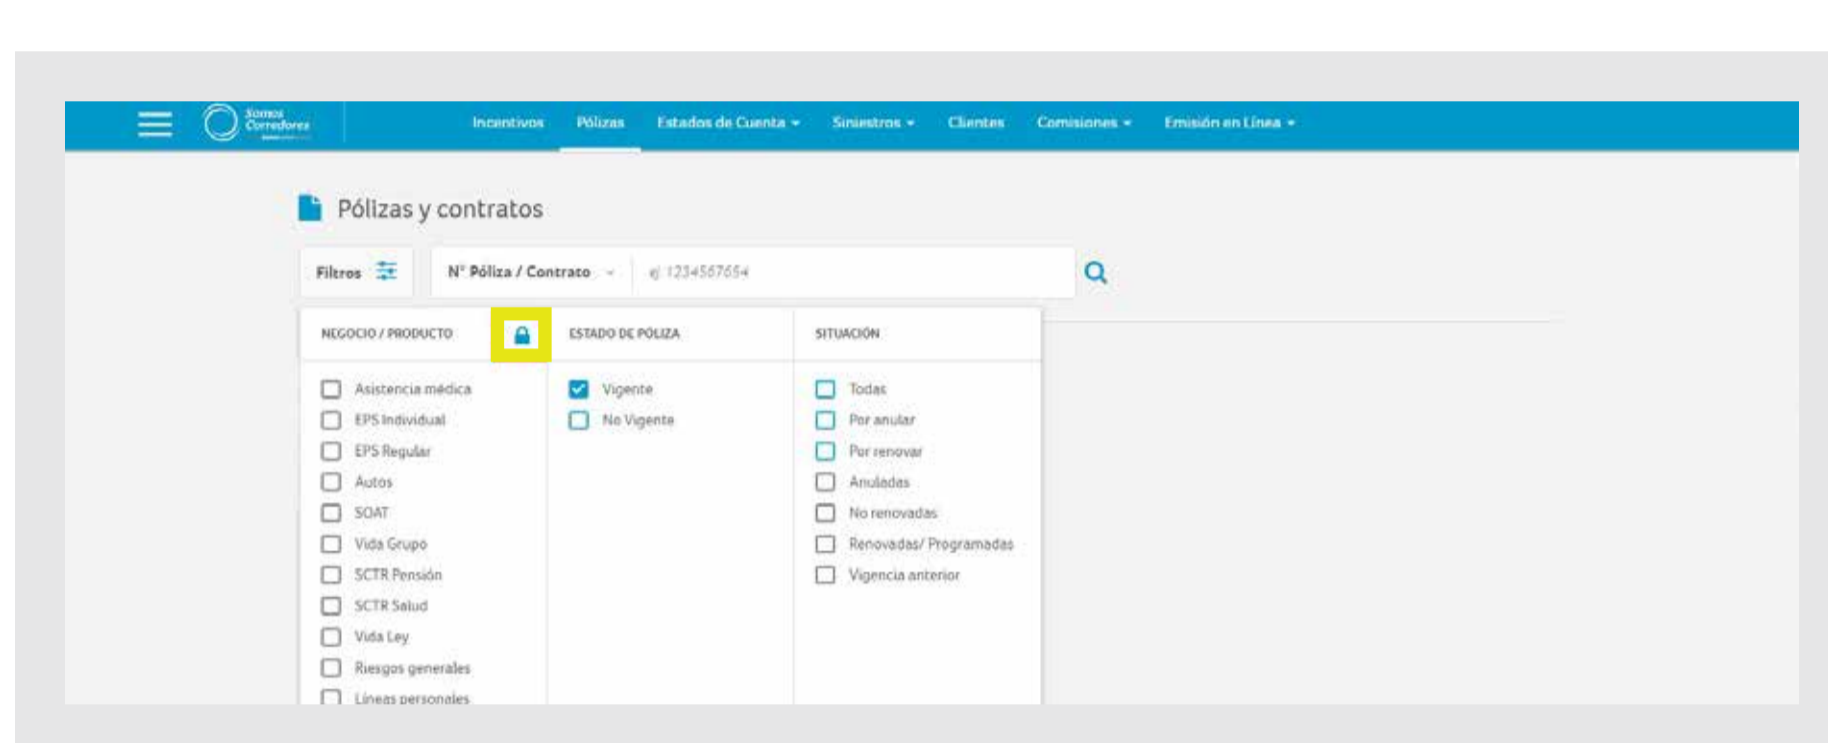 Somos
Corredores
Incentivos Pólizas Estados de Cuenta Siniestros Clientes Comisiones Emisión en Línea
Pólizas y contratos
Filtros N° Póliza / Contrato ej 1234567654
NEGOCIO / PRODUCTO ESTADO DE PÓLIZA SITUACIÓN
Asistencia médica Vigente Todas
EPS Individual No Vigente Por anular
EPS Regular Por renovar
Autos Anuladas
SOAT No renovadas
Vida Grupo Renovadas/ Programadas
SCTR Pensión Vigencia anterior
SCTR Salud
Vida Ley
Riesgos generales
Líneas personales